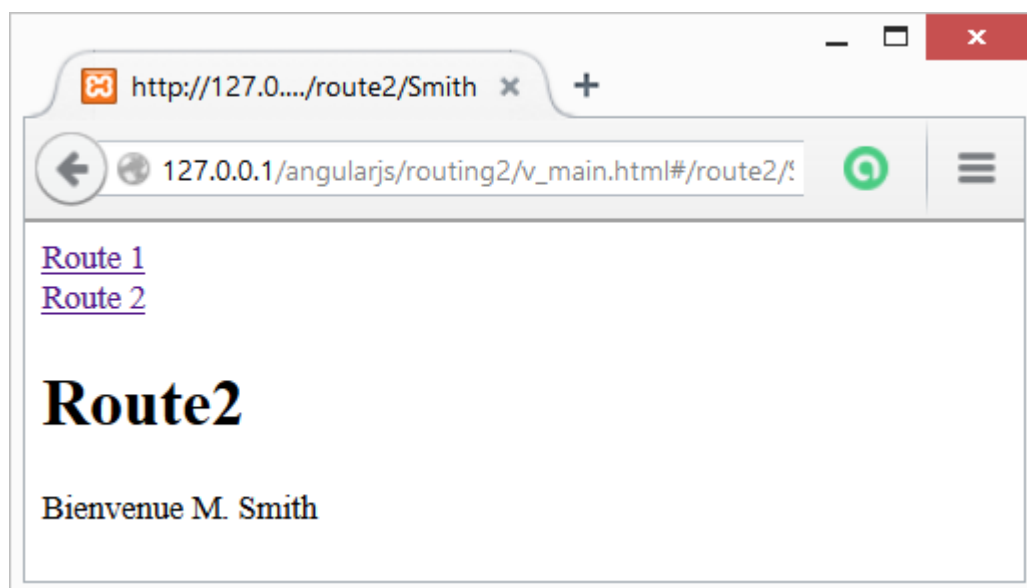 http://127.0..../route2/Smith
127.0.0.1/angularjs/routing2/v_main.html#/route2/
Route 1
Route 2
Route2
Bienvenue M. Smith